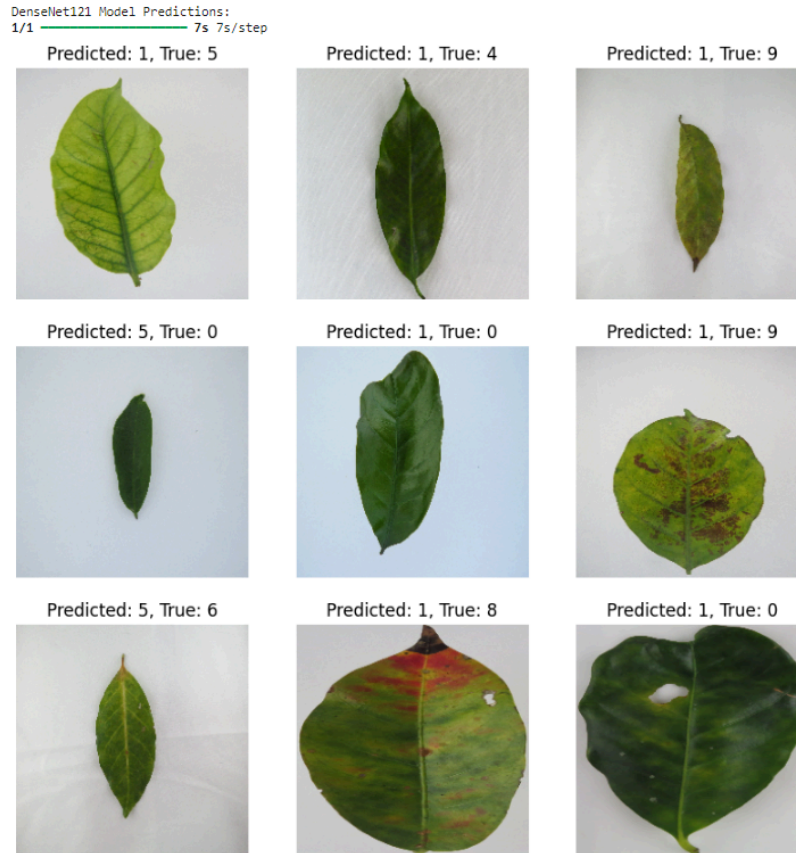 DenseNet121 Model Predictions:
1/1 ━━━━━━━━━━━━━━━━━━━━ 7s 7s/step
Predicted: 1, True: 5 Predicted: 1, True: 4 Predicted: 1, True: 9
Predicted: 5, True: 0 Predicted: 1, True: 0 Predicted: 1, True: 9
Predicted: 5, True: 6 Predicted: 1, True: 8 Predicted: 1, True: 0